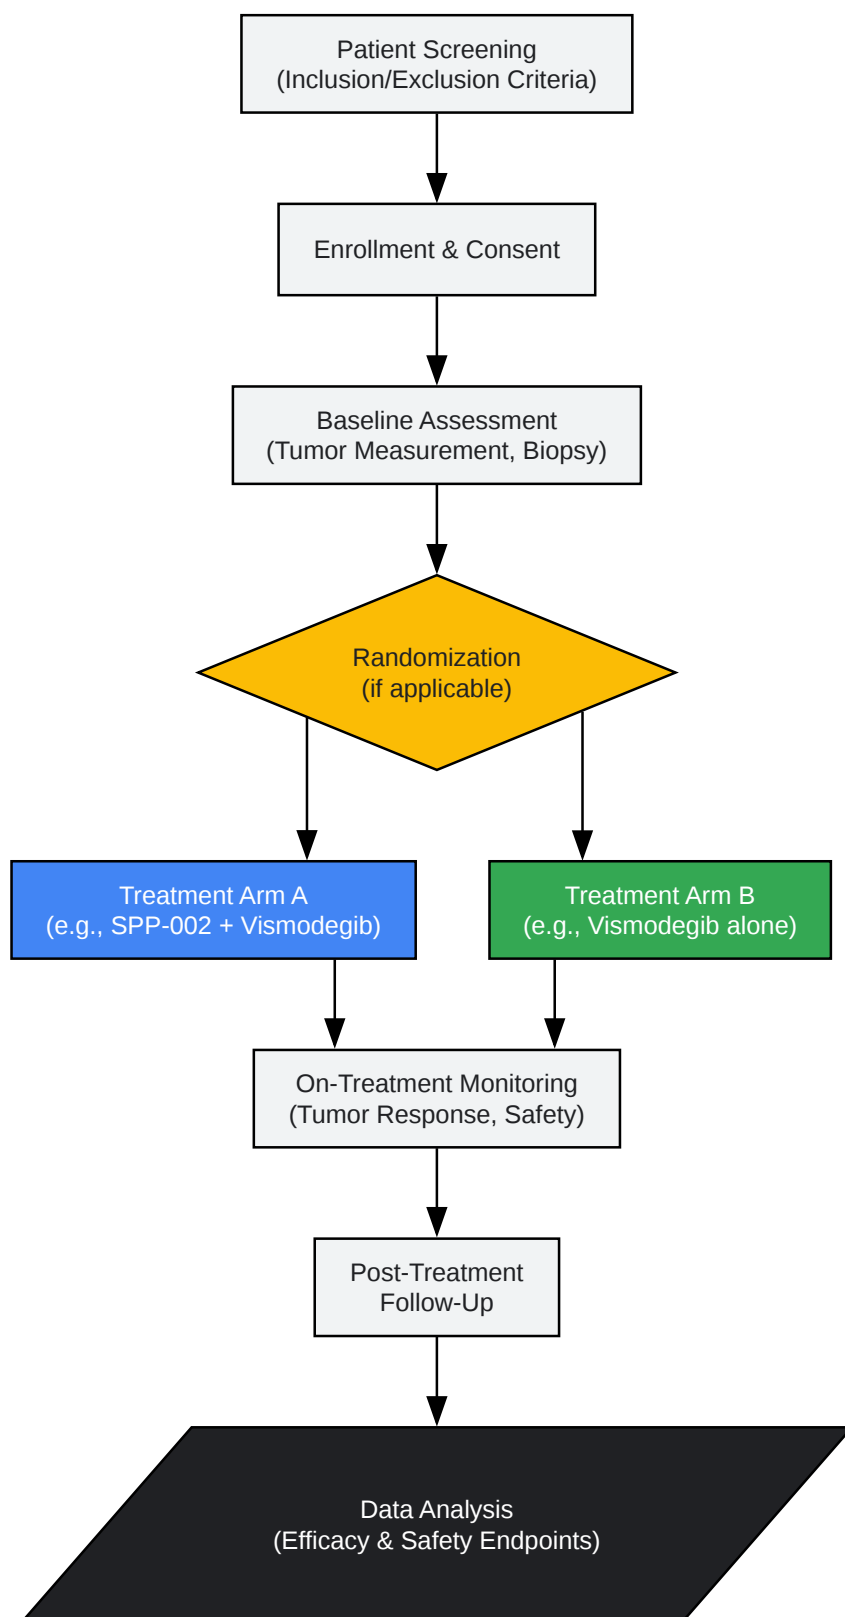 Patient Screening
(Inclusion/Exclusion Criteria)
Enrollment & Consent
Baseline Assessment
(Tumor Measurement, Biopsy)
Randomization
(if applicable)
Treatment Arm A
(e.g., SPP-002 + Vismodegib)
Treatment Arm B
(e.g., Vismodegib alone)
On-Treatment Monitoring
(Tumor Response, Safety)
Post-Treatment
Follow-Up
Data Analysis
(Efficacy & Safety Endpoints)